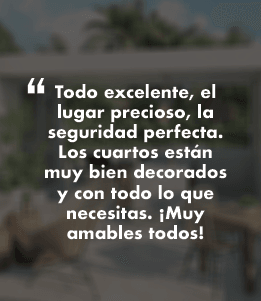 “ Todo excelente, el
lugar precioso, la
seguridad perfecta.
Los cuartos están
muy bien decorados
y con todo lo que
necesitas. ¡Muy
amables todos!